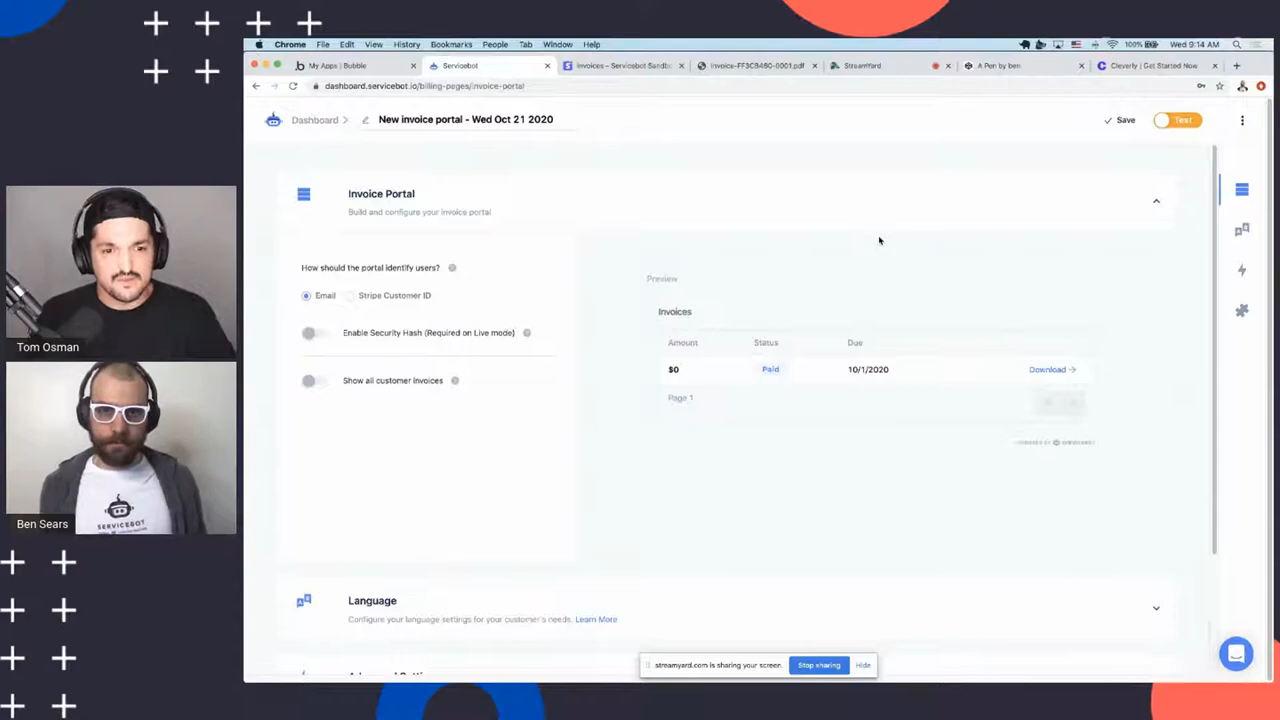 Chrome File Edit View History Bookmarks People Tab Window Help
100% Wed 9:14 AM
My Apps | Bubble
Servicebot
Invoices – Servicebot Sandb
Invoice-FF3CB460-0001.pdf
StreamYard
A Pen by ben
Cleverly | Get Started Now
dashboard.servicebot.io/billing-pages/invoice-portal
Dashboard
New invoice portal - Wed Oct 21 2020
Save
Test
Invoice Portal
Build and configure your invoice portal
How should the portal identify users?
Email Stripe Customer ID
Enable Security Hash (Required on Live mode)
Show all customer invoices
Preview
Invoices
Amount Status Due
$0 Paid 10/1/2020 Download
Page 1
POWERED BY SERVICEBOT
Language
Configure your language settings for your customer's needs. Learn More
streamyard.com is sharing your screen. Stop sharing Hide
Tom Osman
SERVICEBOT
Ben Sears